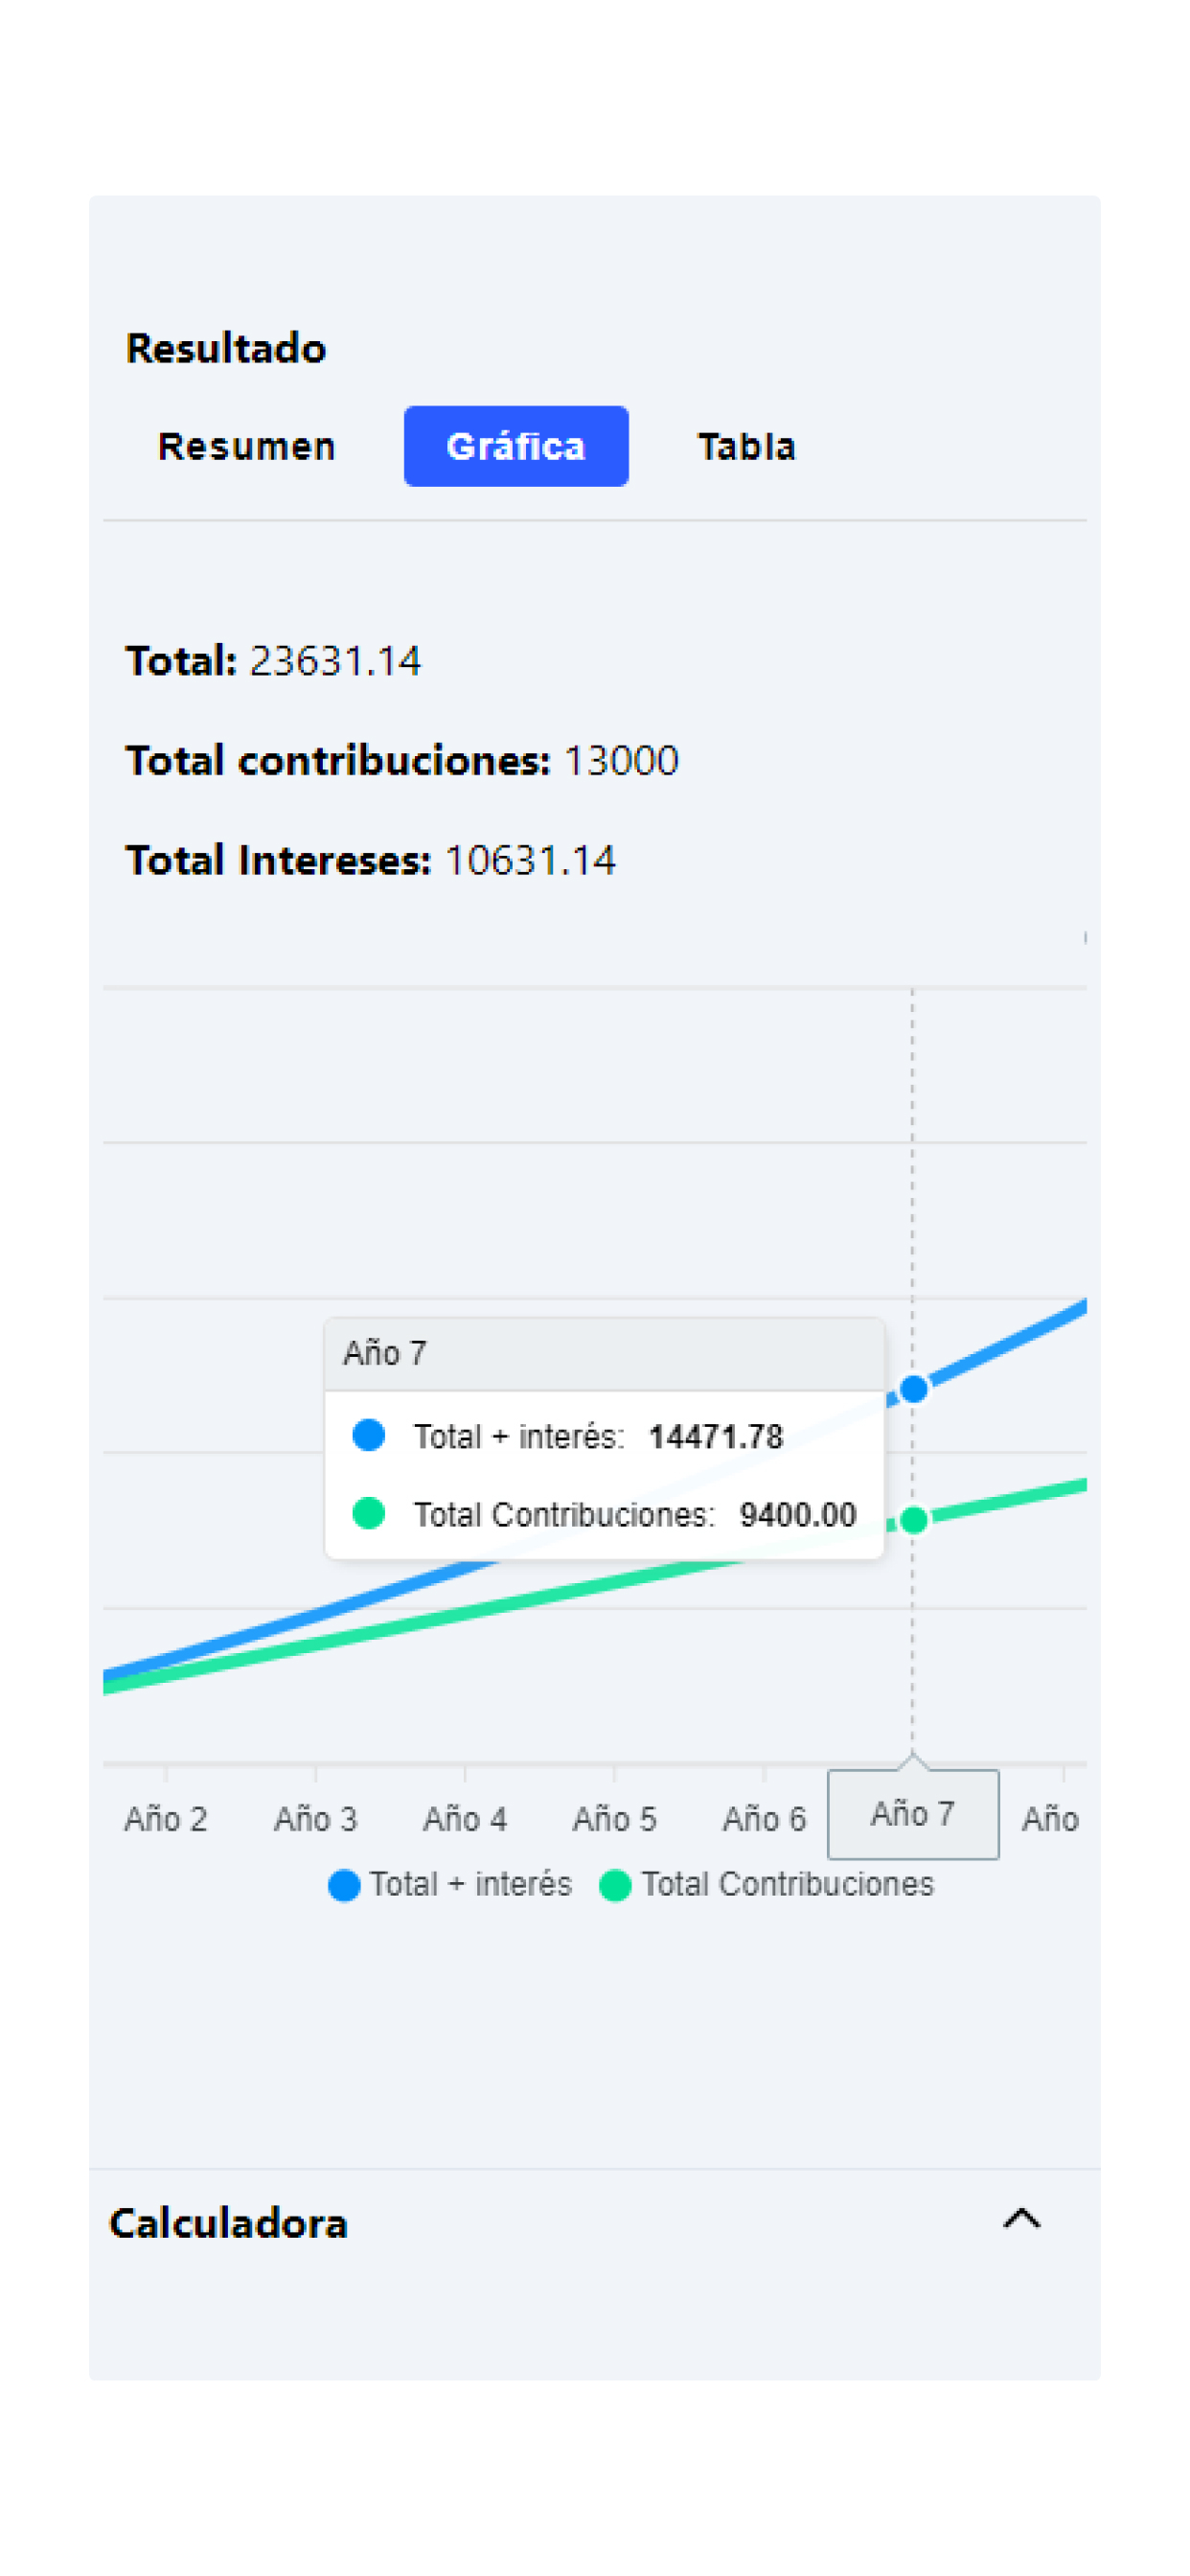 Resultado
Resumen Gráfica Tabla
Total: 23631.14
Total contribuciones: 13000
Total Intereses: 10631.14
Año 7
Total + interés: 14471.78
Total Contribuciones: 9400.00
Año 2 Año 3 Año 4 Año 5 Año 6 Año 7 Año
Total + interés Total Contribuciones
Calculadora